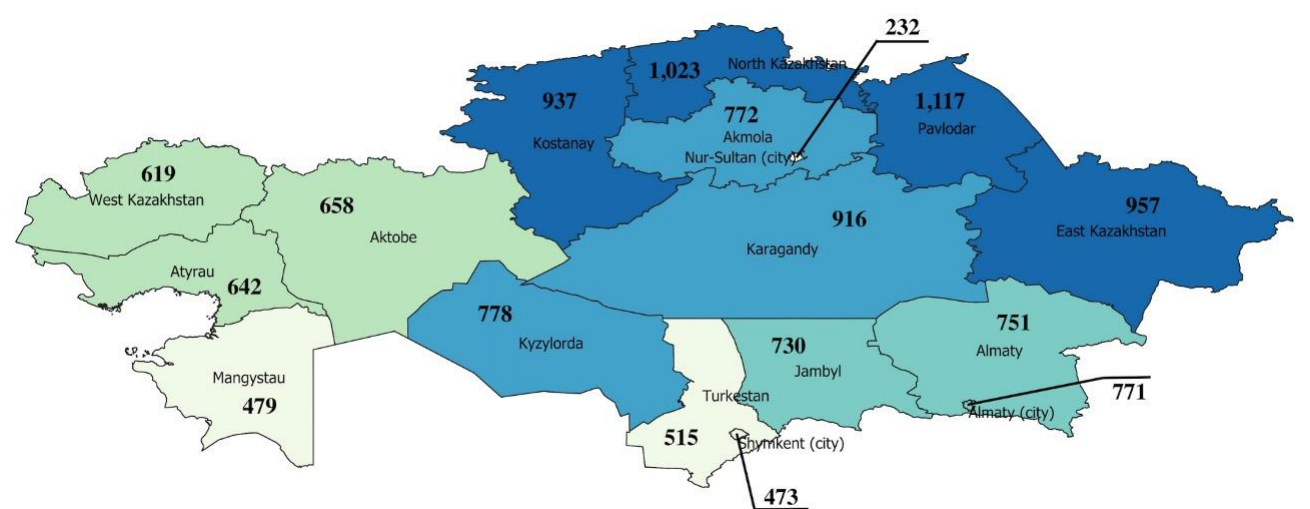 232
1,023
North Kazakhstan
937
Kostanay
772
Akmola
Nur-Sultan (city)
1,117
Pavlodar
619
West Kazakhstan
658
Aktobe
916
Karagandy
957
East Kazakhstan
Atyrau
642
778
Kyzylorda
751
Almaty
730
Jambyl
Mangystau
479
Turkestan
771
Almaty (city)
515
Shymkent (city)
473